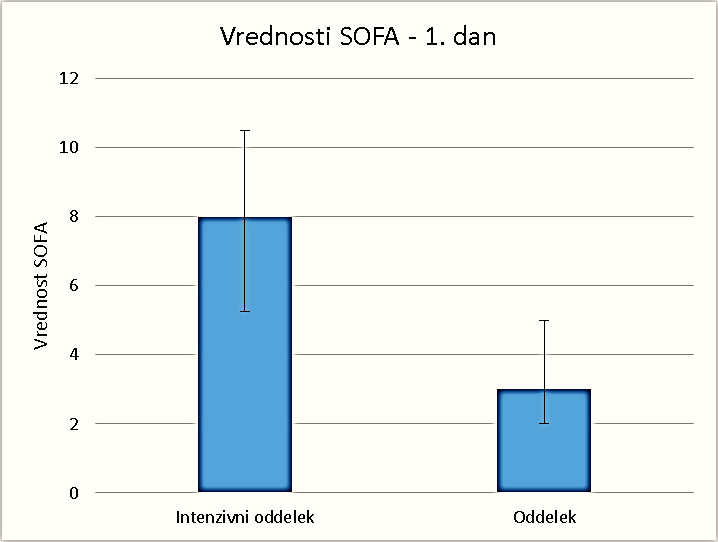 Vrednosti SOFA - 1. dan
Vrednost SOFA
12
10
8
6
4
2
0
Intenzivni oddelek
Oddelek